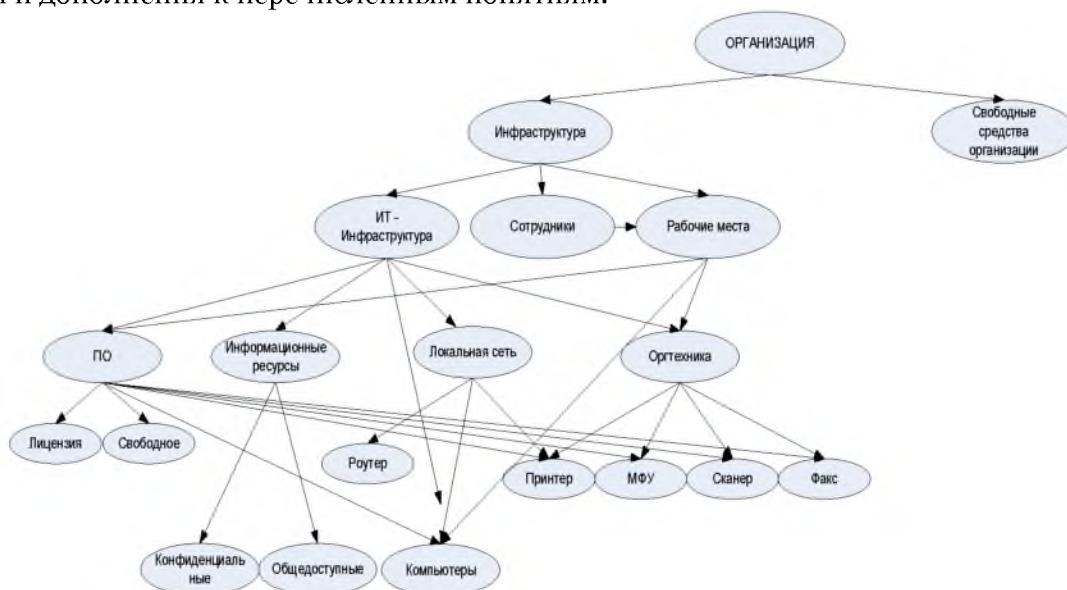 и дополнения к перечисленным понятиям.
ОРГАНИЗАЦИЯ
Инфраструктура
Свободные
средства
организации
ИТ -
Инфраструктура
Сотрудники
Рабочие места
ПО
Информационные
ресурсы
Локальная сеть
Оргтехника
Лицензия
Свободное
Роутер
Принтер
МФУ
Сканер
Факс
Конфиденциаль
ные
Общедоступные
Компьютеры